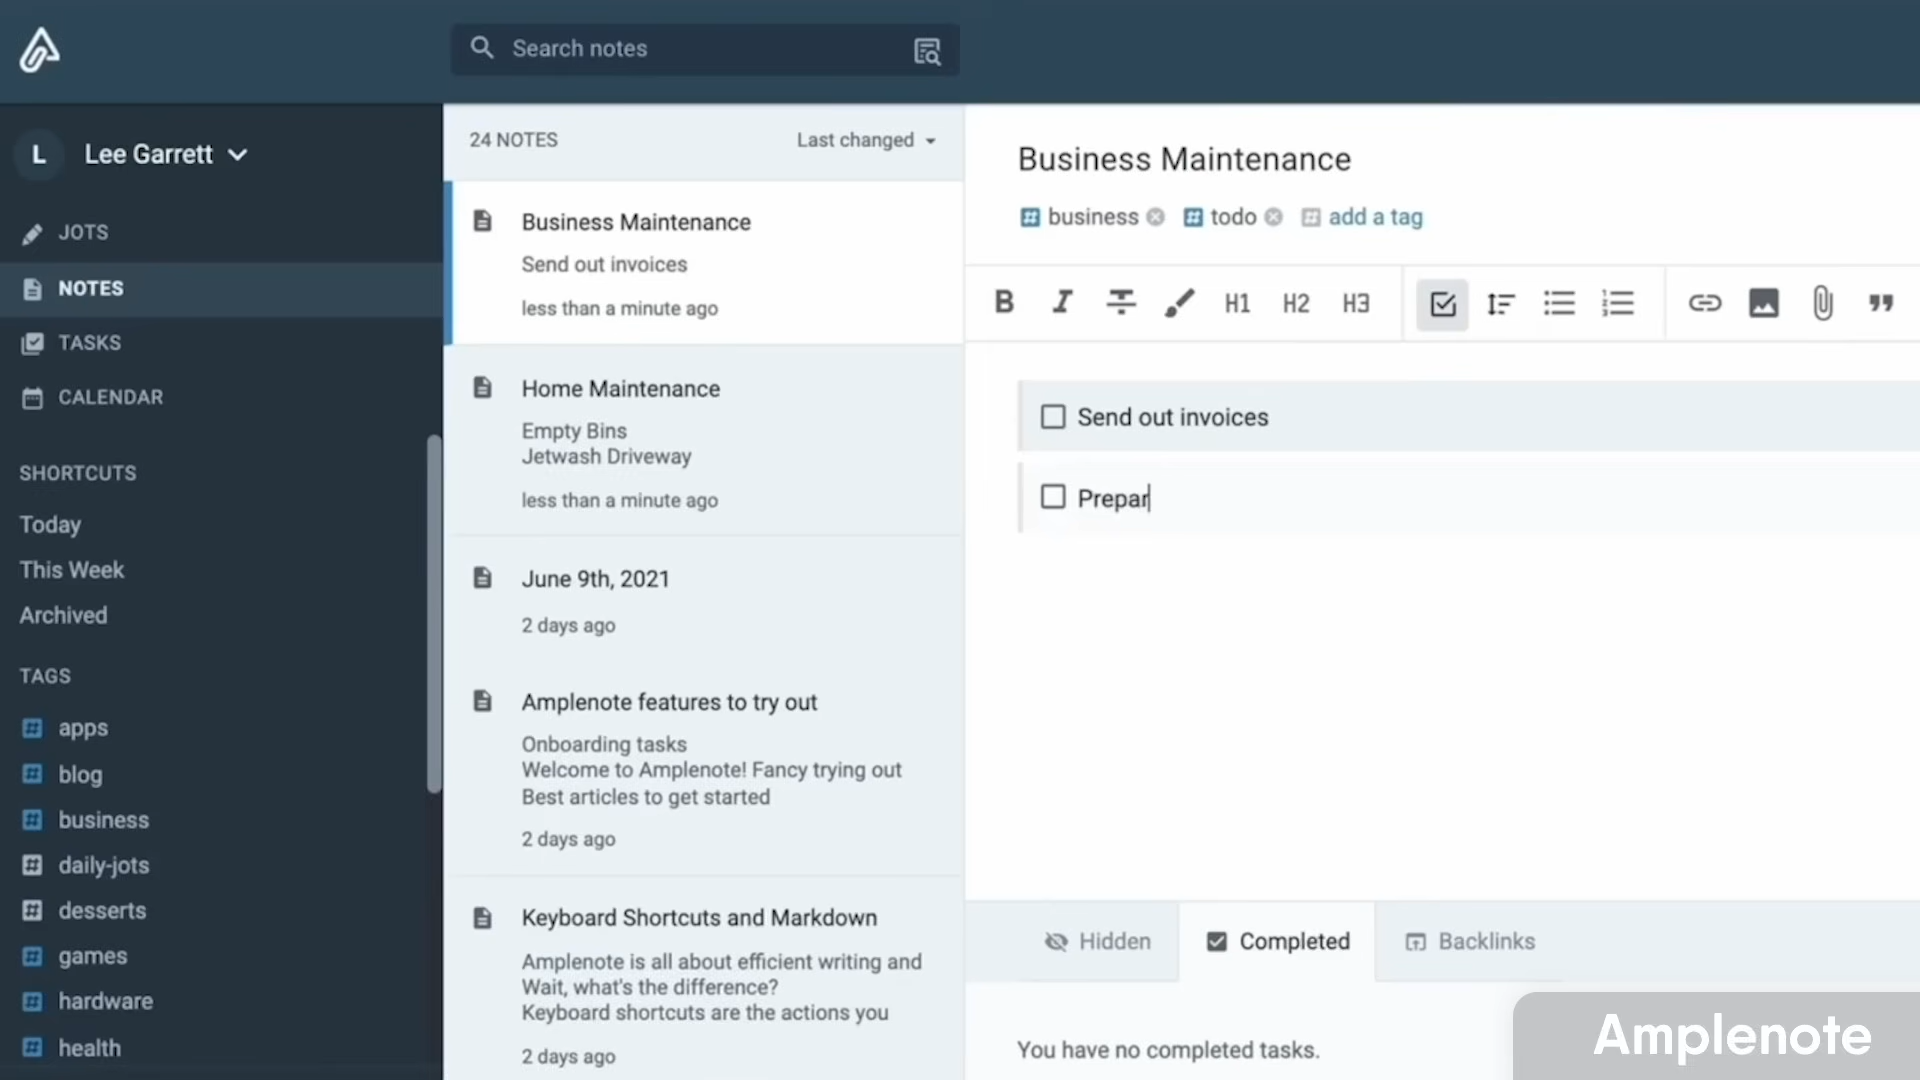 Search notes
L
Lee Garrett
JOTS
NOTES
TASKS
CALENDAR
SHORTCUTS
Today
This Week
Archived
TAGS
apps
blog
business
daily-jots
desserts
games
hardware
health
24 NOTES
Last changed
Business Maintenance
Send out invoices
less than a minute ago
Home Maintenance
Empty Bins
Jetwash Driveway
less than a minute ago
June 9th, 2021
2 days ago
Amplenote features to try out
Onboarding tasks
Welcome to Amplenote! Fancy trying out
Best articles to get started
2 days ago
Keyboard Shortcuts and Markdown
Amplenote is all about efficient writing and
Wait, what's the difference?
Keyboard shortcuts are the actions you
2 days ago
Business Maintenance
business todo add a tag
B I H1 H2 H3
Send out invoices
Prepar
Hidden
Completed
Backlinks
You have no completed tasks.
Amplenote